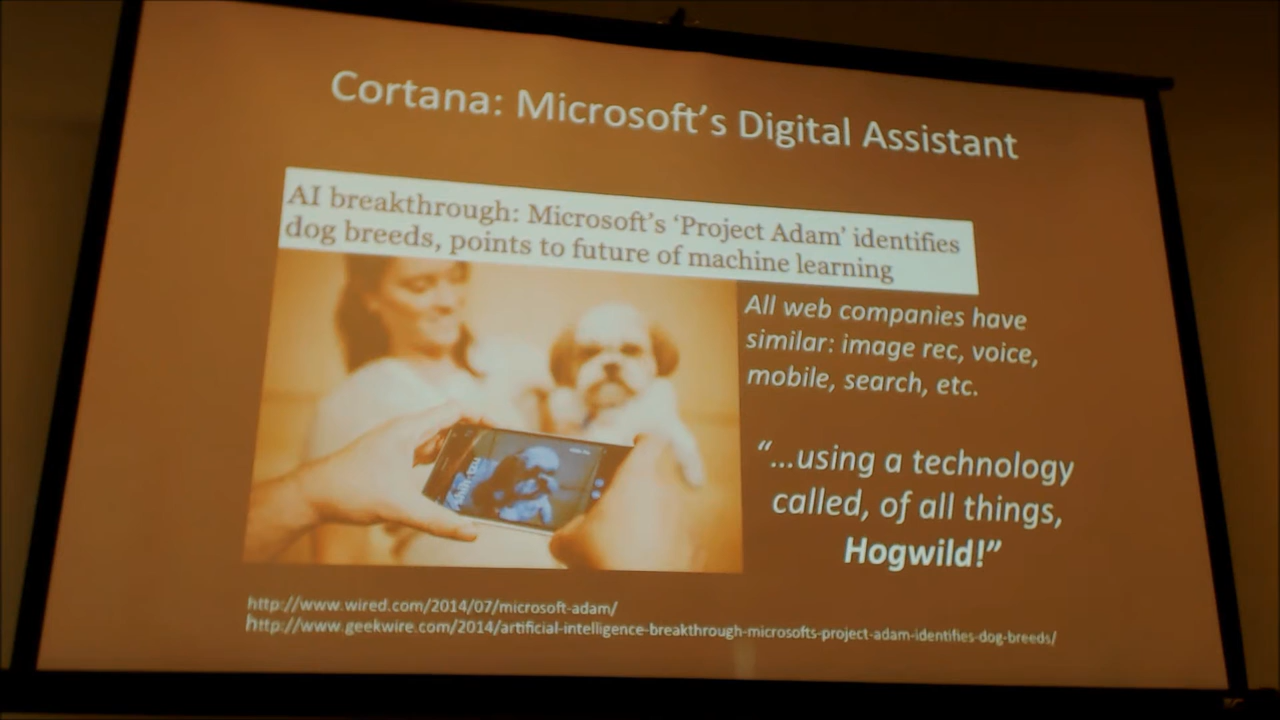 Cortana: Microsoft's Digital Assistant
AI breakthrough: Microsoft's 'Project Adam' identifies
dog breeds, points to future of machine learning
All web companies have
similar: image rec, voice,
mobile, search, etc.
"...using a technology
called, of all things,
Hogwild!"
shih-tzu
http://www.wired.com/2014/07/microsoft-adam/
http://www.geekwire.com/2014/artificial-intelligence-breakthrough-microsofts-project-adam-identifies-dog-breeds/